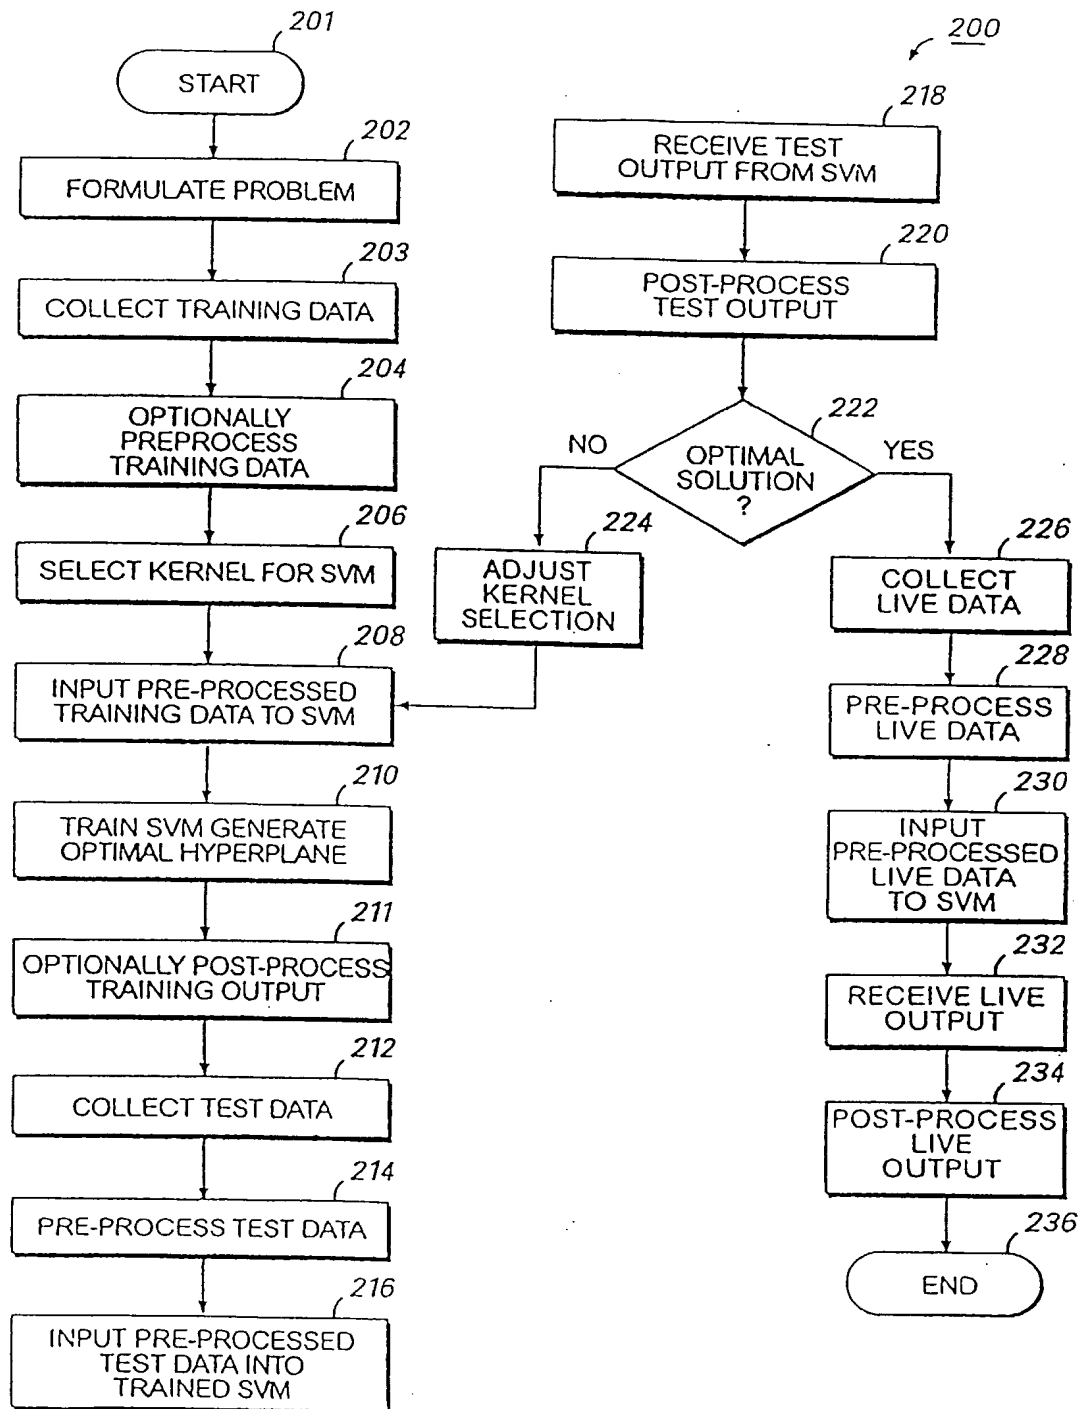 201
START
202
FORMULATE PROBLEM
203
COLLECT TRAINING DATA
204
OPTIONALLY
PREPROCESS
TRAINING DATA
206
SELECT KERNEL FOR SVM
208
INPUT PRE-PROCESSED
TRAINING DATA TO SVM
210
TRAIN SVM GENERATE
OPTIMAL HYPERPLANE
211
OPTIONALLY POST-PROCESS
TRAINING OUTPUT
212
COLLECT TEST DATA
214
PRE-PROCESS TEST DATA
216
INPUT PRE-PROCESSED
TEST DATA INTO
TRAINED SVM
200
218
RECEIVE TEST
OUTPUT FROM SVM
220
POST-PROCESS
TEST OUTPUT
222
OPTIMAL
SOLUTION
?
NO
YES
224
ADJUST
KERNEL
SELECTION
226
COLLECT
LIVE DATA
228
PRE-PROCESS
LIVE DATA
230
INPUT
PRE-PROCESSED
LIVE DATA
TO SVM
232
RECEIVE LIVE
OUTPUT
234
POST-PROCESS
LIVE
OUTPUT
236
END